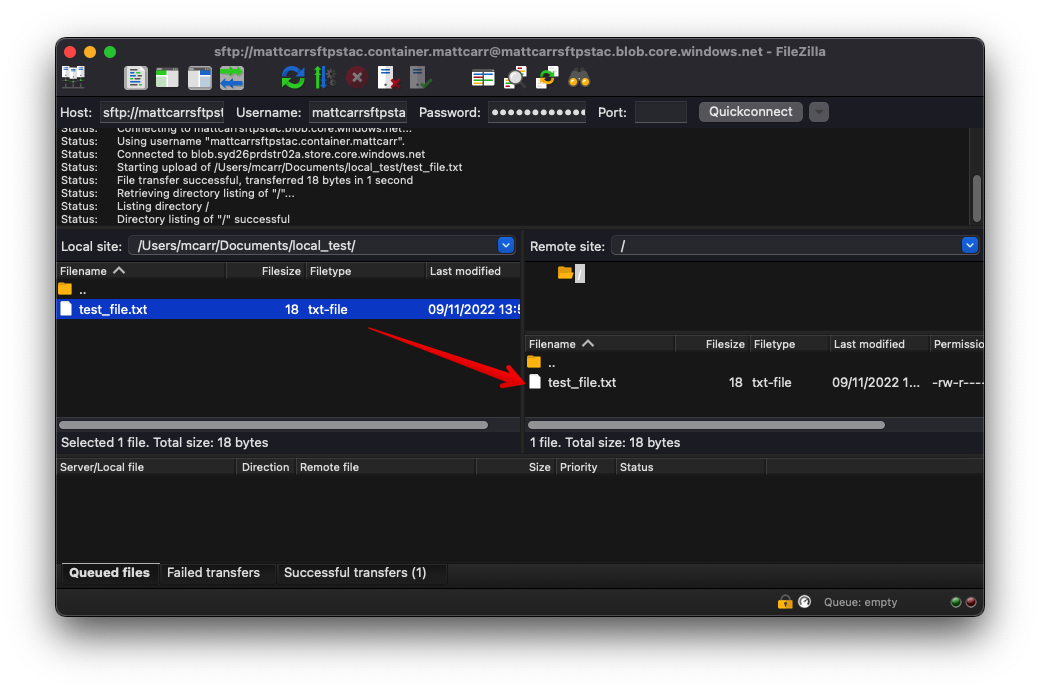 sftp://mattcarrsftpstac.container.mattcarr@mattcarrsftpstac.blob.core.windows.net - FileZilla
Host: sftp://mattcarrsftpst Username: mattcarrsftpsta Password: ●●●●●●●●●●●● Port: Quickconnect
Status: Connecting to mattcarrsftpstac.blob.core.windows.net...
Status: Using username "mattcarrsftpstac.container.mattcarr".
Status: Connected to blob.syd26prdstr02a.store.core.windows.net
Status: Starting upload of /Users/mcarr/Documents/local_test/test_file.txt
Status: File transfer successful, transferred 18 bytes in 1 second
Status: Retrieving directory listing of "/"...
Status: Listing directory /
Status: Directory listing of "/" successful
Local site: /Users/mcarr/Documents/local_test/
Filename Filesize Filetype Last modified
..
test_file.txt 18 txt-file 09/11/2022 13:5
Selected 1 file. Total size: 18 bytes
Remote site: /
/
Filename Filesize Filetype Last modified Permissio
..
test_file.txt 18 txt-file 09/11/2022 1... -rw-r----
1 file. Total size: 18 bytes
Server/Local file Direction Remote file Size Priority Status
Queued files Failed transfers Successful transfers (1)
Queue: empty